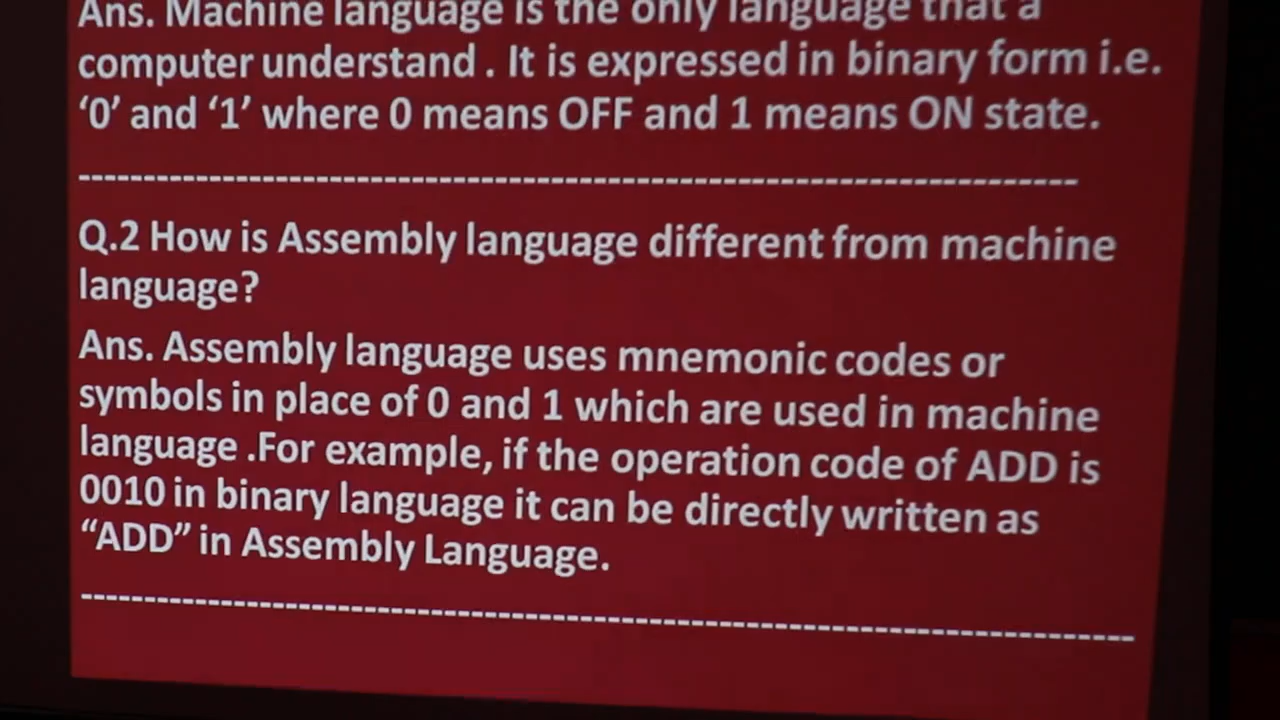 Ans. Machine language is the only language that a
computer understand . It is expressed in binary form i.e.
‘0’ and ‘1’ where 0 means OFF and 1 means ON state.
--------------------------------------------------------------------------
Q.2 How is Assembly language different from machine
language?
Ans. Assembly language uses mnemonic codes or
symbols in place of 0 and 1 which are used in machine
language .For example, if the operation code of ADD is
0010 in binary language it can be directly written as
“ADD” in Assembly Language.
--------------------------------------------------------------------------